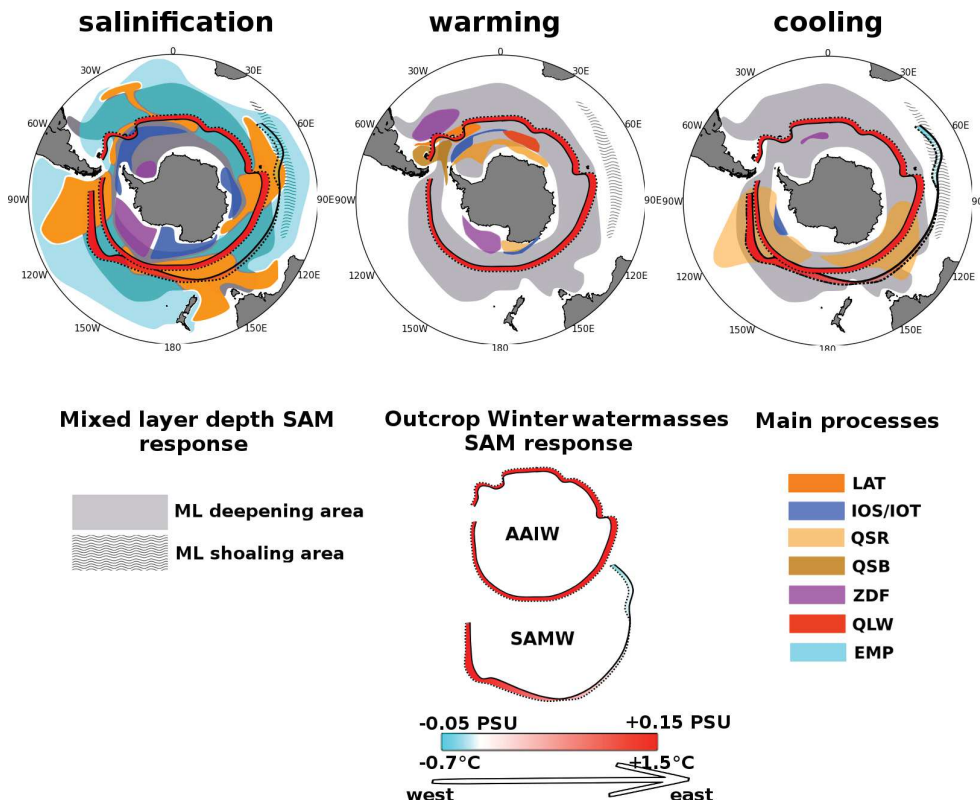 salinification
warming
cooling
0
30W
30E
60W
60E
90W
90E
120W
120E
150W
150E
180
0
30W
30E
60W
60E
90W
90E
120W
120E
150W
150E
180
0
30W
30E
60W
60E
90W
90E
120W
120E
150W
150E
180
Mixed layer depth SAM
response
ML deepening area
ML shoaling area
Outcrop Winter watermasses
SAM response
AAIW
SAMW
-0.05 PSU
+0.15 PSU
-0.7°C
+1.5°C
west
east
Main processes
LAT
IOS/IOT
QSR
QSB
ZDF
QLW
EMP